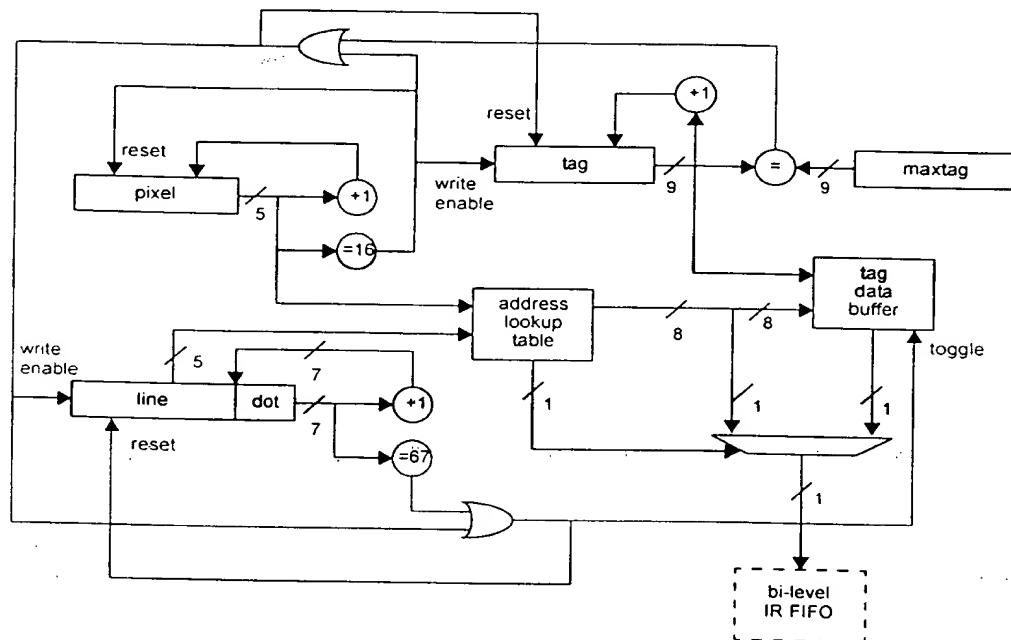 +1
reset
reset
tag
=
maxtag
pixel
+1
write
enable
9
9
5
=16
tag
data
buffer
address
lookup
table
8
8
write
enable
5
7
toggle
line
dot
+1
1
1
1
7
reset
=67
1
bi-level
IR FIFO